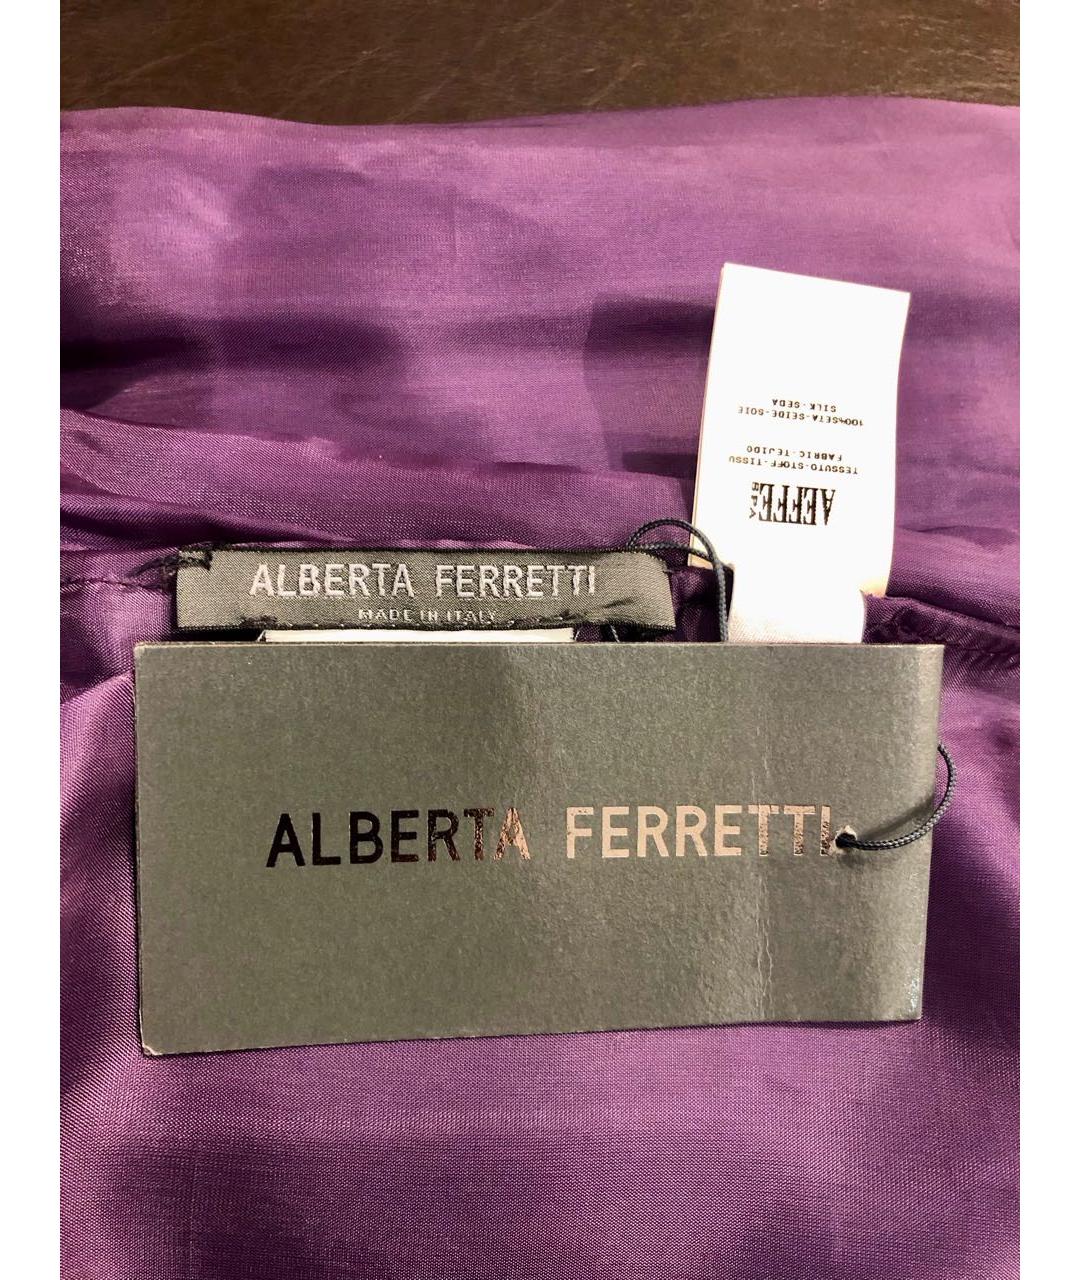 AEFFE
S.P.A.
TESSUTO-STOFF-TISSU
FABRIC-TEJIDO
100%SETA-SEIDE-SOIE
SILK-SEDA
ALBERTA FERRETTI
MADE IN ITALY
ALBERTA FERRETTI